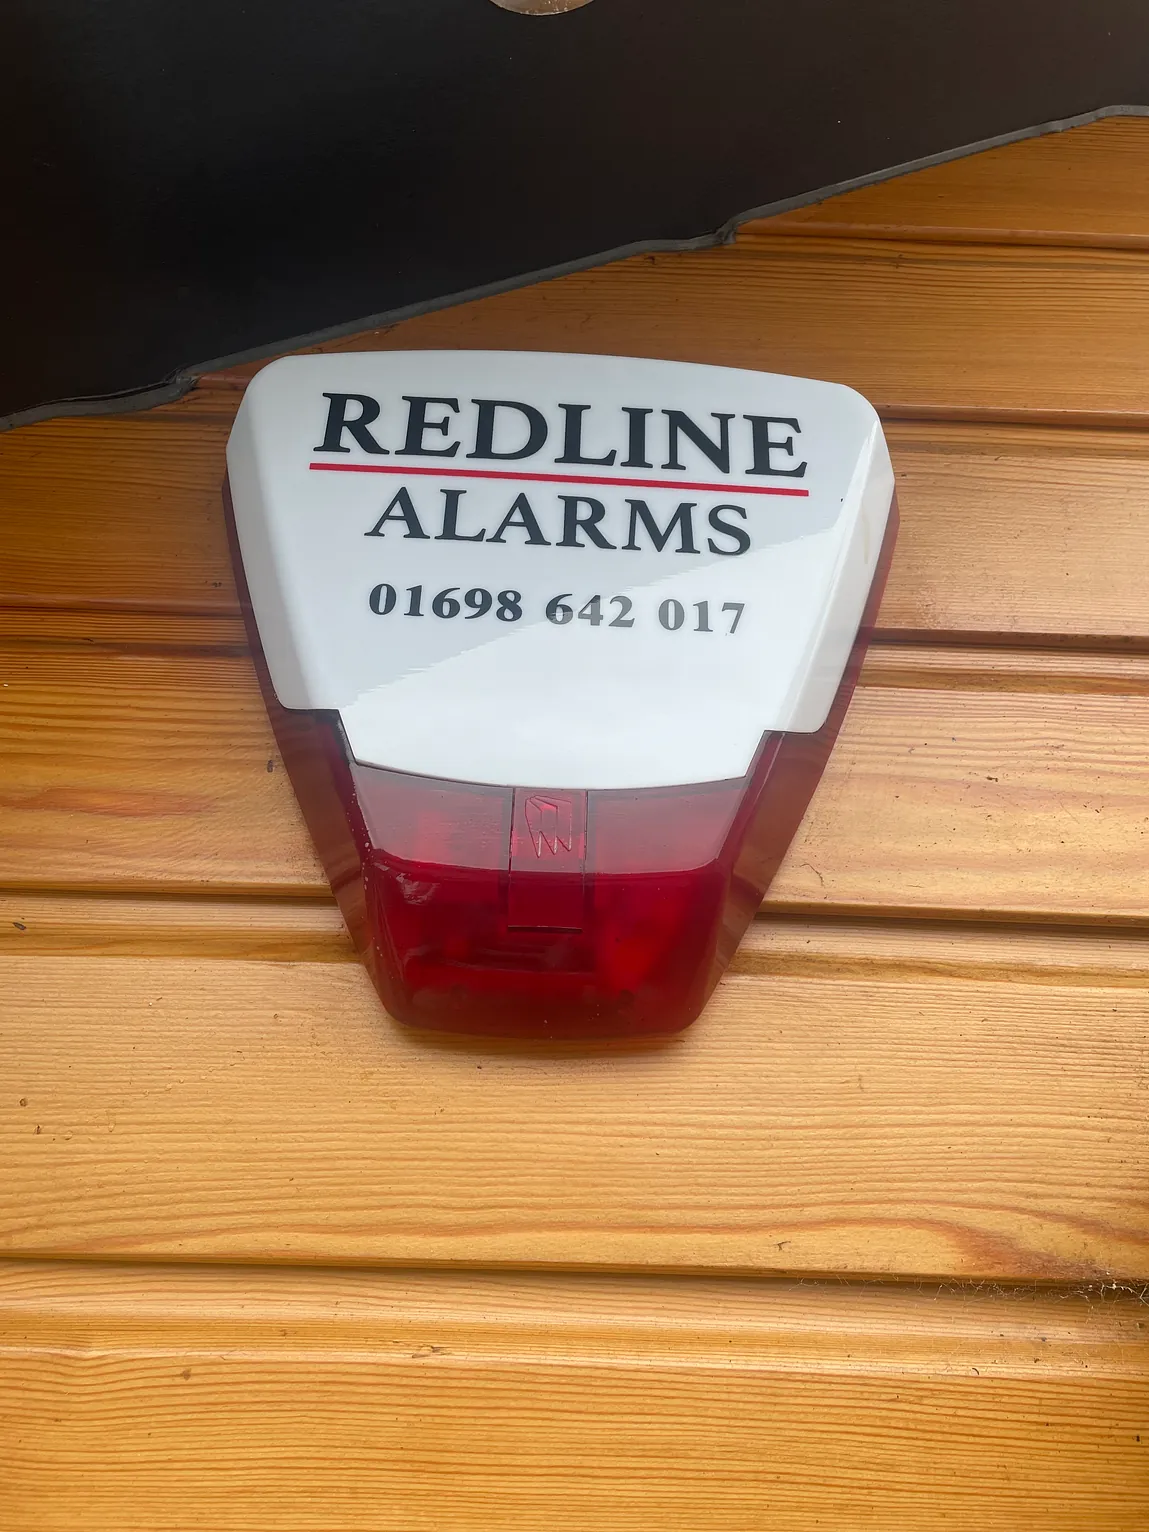 REDLINE
ALARMS
01698 642 017